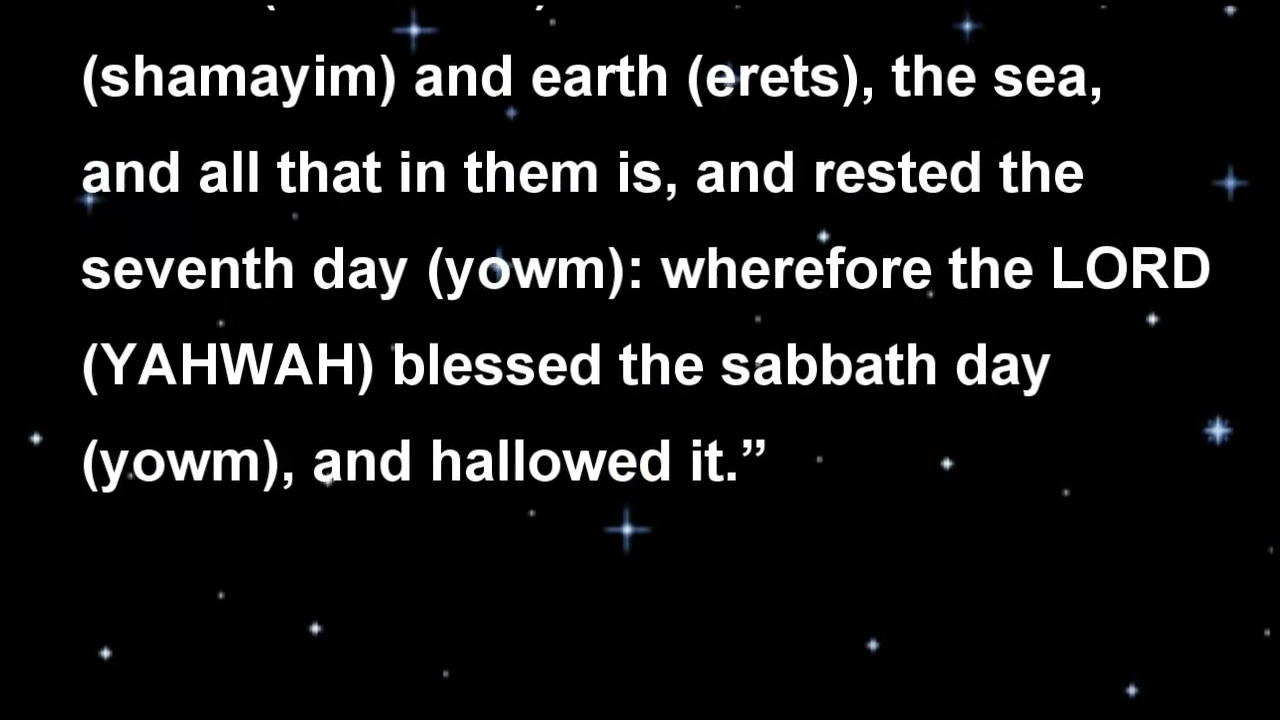 (shamayim) and earth (erets), the sea,
and all that in them is, and rested the
seventh day (yowm): wherefore the LORD
(YAHWAH) blessed the sabbath day
(yowm), and hallowed it.”